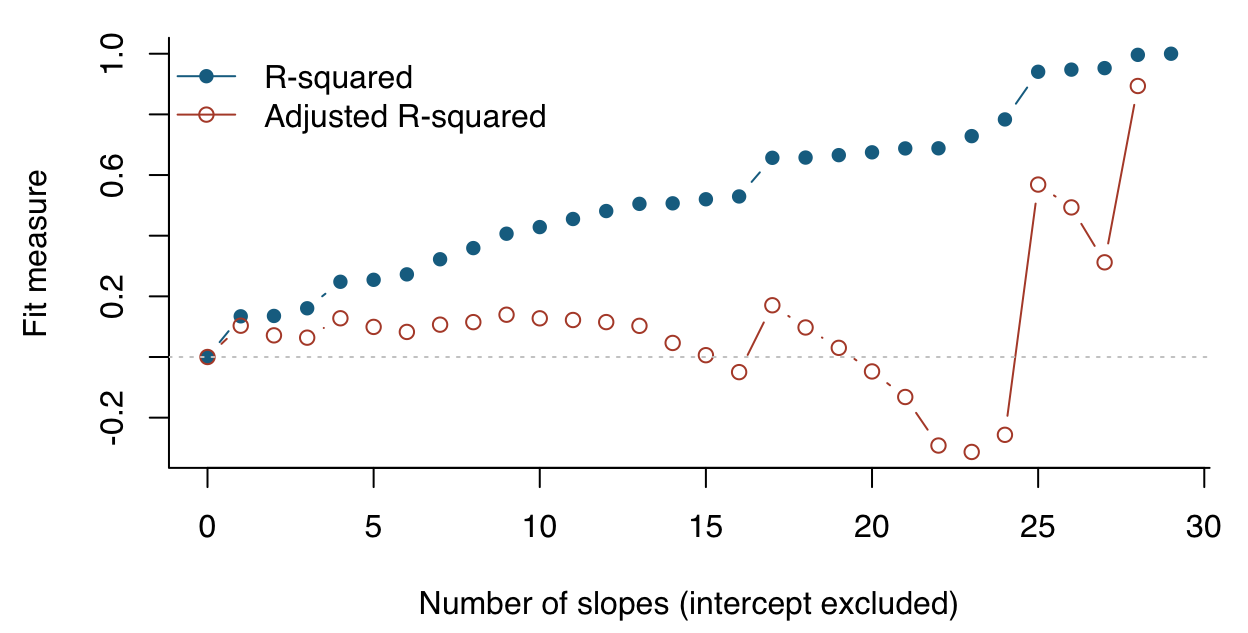 R-squared
Adjusted R-squared
Fit measure
1.0
0.6
0.2
-0.2
0 5 10 15 20 25 30
Number of slopes (intercept excluded)